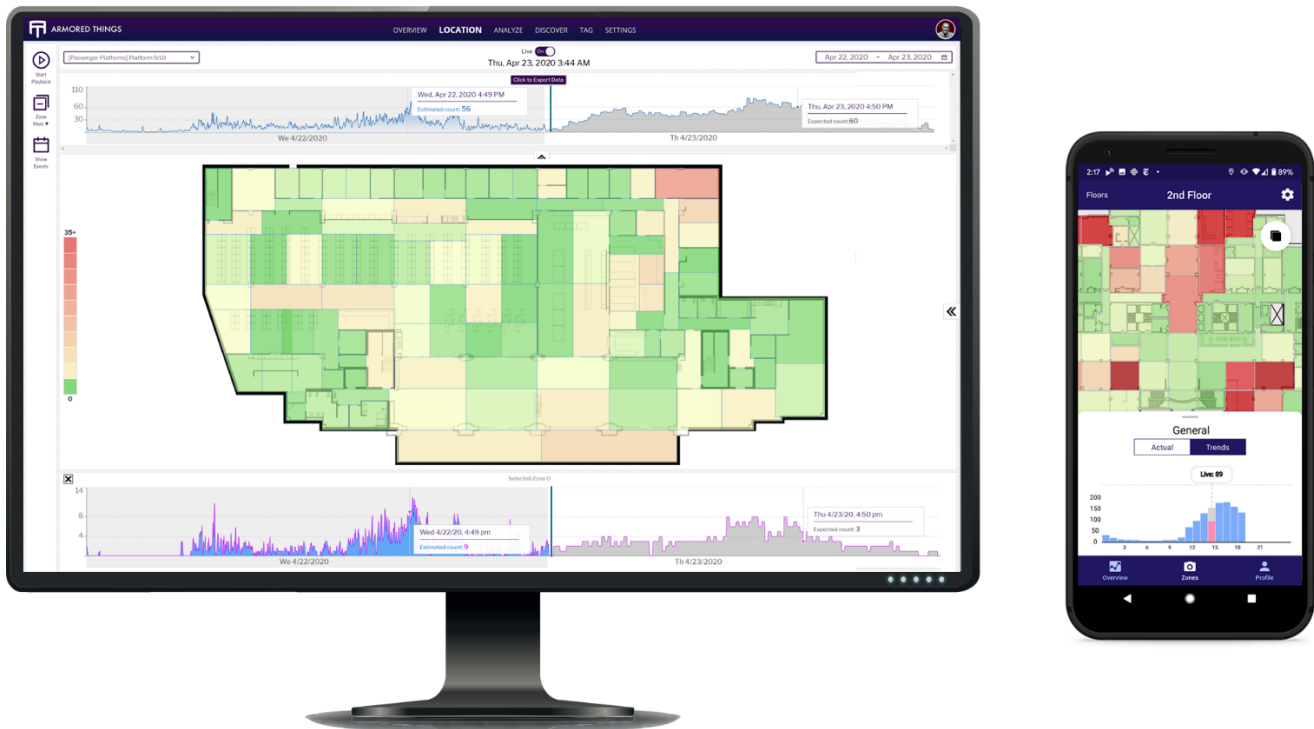 ARMORED THINGS
OVERVIEW LOCATION ANALYZE DISCOVER TAG SETTINGS
Start
Playback
Zone
Heat ▼
Show
Events
[Passenger Platforms] Platform 9/10
Live On
Thu, Apr 23, 2020 3:44 AM
Apr 22, 2020 – Apr 23, 2020
Click to Export Data
110
60
30
Wed, Apr 22, 2020 4:49 PM
Estimated count: 56
Thu, Apr 23, 2020 4:50 PM
Expected count: 60
We 4/22/2020
Th 4/23/2020
35+
0
Selected Zone
14
8
4
Wed 4/22/20, 4:49 pm
Estimated count: 9
Thu 4/23/20, 4:50 pm
Expected count: 3
We 4/22/2020
Th 4/23/2020
2:17
89%
Floors
2nd Floor
General
Actual
Trends
Live: 89
200
150
100
50
0
3 6 9 12 15 18 21
Overview
Zones
Profile